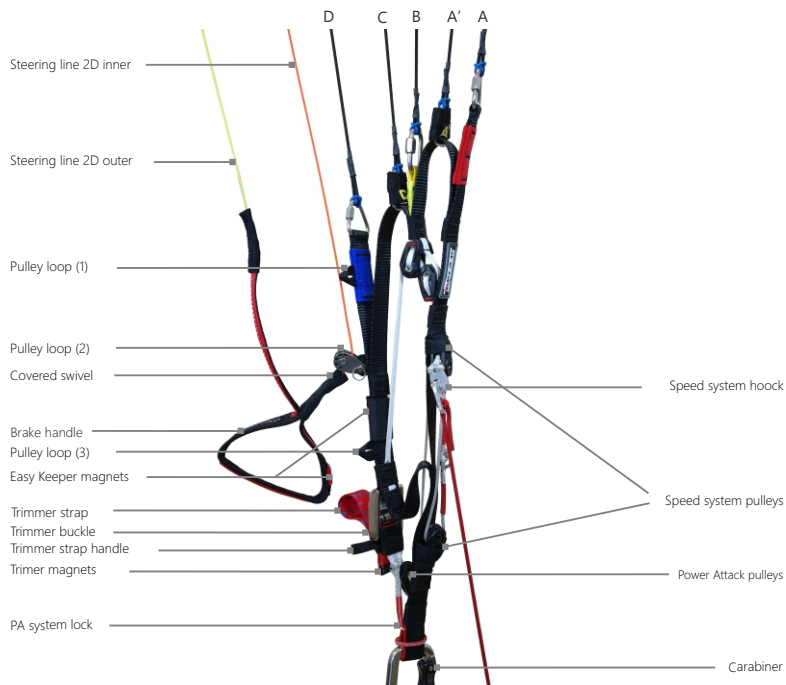 D C B A' A
Steering line 2D inner
Steering line 2D outer
Pulley loop (1)
Pulley loop (2)
Covered swivel
Brake handle
Pulley loop (3)
Easy Keeper magnets
Trimmer strap
Trimmer buckle
Trimmer strap handle
Trimer magnets
PA system lock
Speed system hoock
Speed system pulleys
Power Attack pulleys
Carabiner